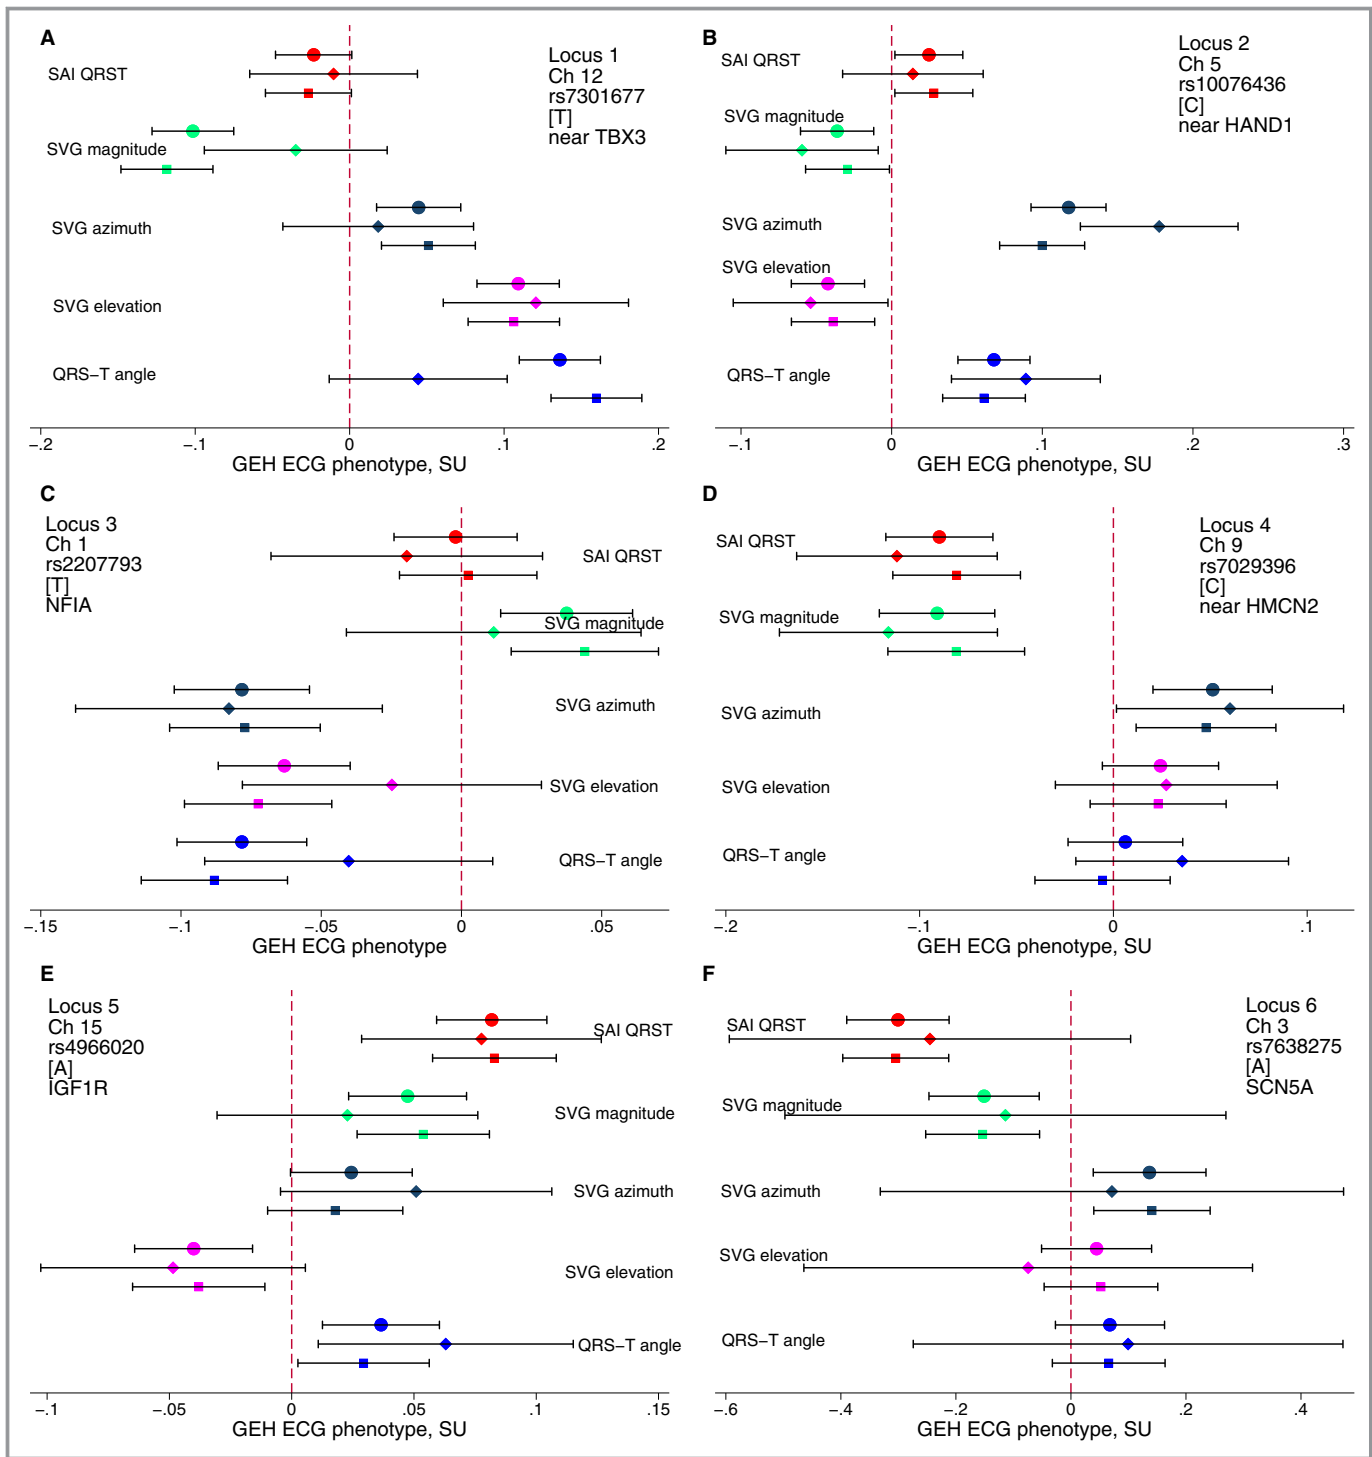 A
SAI QRST
SVG magnitude
SVG azimuth
SVG elevation
QRS−T angle
Locus 1
Ch 12
rs7301677
[T]
near TBX3
−.2 −.1 0 .1 .2
GEH ECG phenotype, SU
B
SAI QRST
SVG magnitude
SVG azimuth
SVG elevation
QRS−T angle
Locus 2
Ch 5
rs10076436
[C]
near HAND1
−.1 0 .1 .2 .3
GEH ECG phenotype, SU
C
Locus 3
Ch 1
rs2207793
[T]
NFIA
SAI QRST
SVG magnitude
SVG azimuth
SVG elevation
QRS−T angle
−.15 −.1 −.05 0 .05
GEH ECG phenotype
D
SAI QRST
SVG magnitude
SVG azimuth
SVG elevation
QRS−T angle
Locus 4
Ch 9
rs7029396
[C]
near HMCN2
−.2 −.1 0 .1
GEH ECG phenotype, SU
E
Locus 5
Ch 15
rs4966020
[A]
IGF1R
SAI QRST
SVG magnitude
SVG azimuth
SVG elevation
QRS−T angle
−.1 −.05 0 .05 .1 .15
GEH ECG phenotype, SU
F
SAI QRST
SVG magnitude
SVG azimuth
SVG elevation
QRS−T angle
Locus 6
Ch 3
rs7638275
[A]
SCN5A
−.6 −.4 −.2 0 .2 .4
GEH ECG phenotype, SU